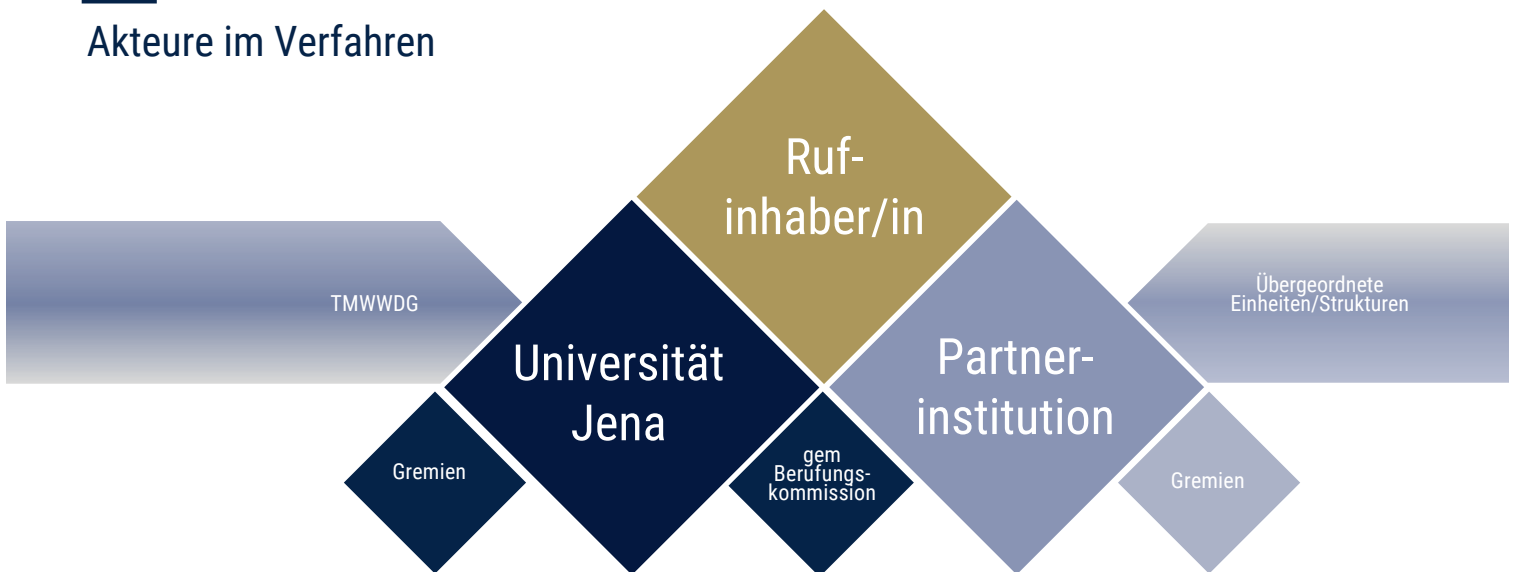 Akteure im Verfahren
Ruf-
inhaber/in
TMWWDG
Übergeordnete
Einheiten/Strukturen
Universität
Jena
Partner-
institution
Gremien
gem
Berufungs-
kommission
Gremien